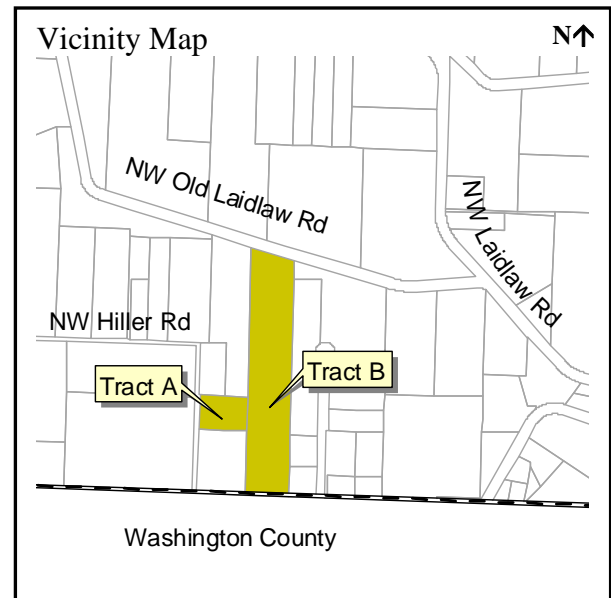 Vicinity Map
N↑
NW Old Laidlaw Rd
NW Laidlaw Rd
NW Hiller Rd
Tract B
Tract A
Washington County